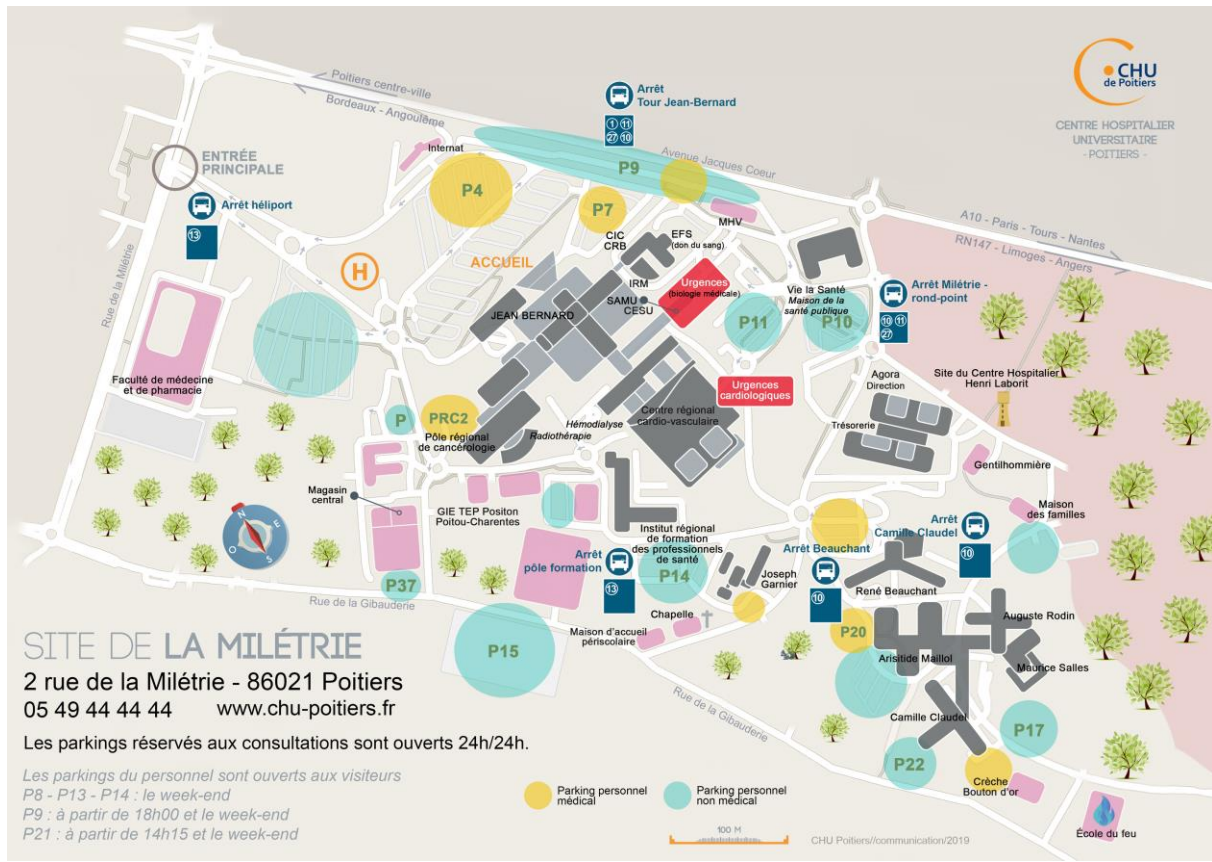 CHU
de Poitiers
CENTRE HOSPITALIER
UNIVERSITAIRE
- POITIERS -
Poitiers centre-ville
Bordeaux - Angoulême
Arrêt
Tour Jean-Bernard
1 11
27 10
Avenue Jacques Coeur
ENTRÉE
PRINCIPALE
Internat
P4
P9
P7
MHV
A10 - Paris - Tours - Nantes
RN147 - Limoges - Angers
Arrêt héliport
13
Rue de la Milétrie
H
ACCUEIL
CIC
CRB
EFS
(don du sang)
IRM
Urgences
(biologie médicale)
SAMU
CESU
JEAN BERNARD
Vie la Santé
Maison de la
santé publique
P11
P10
Arrêt Milétrie -
rond-point
10 11
27
Faculté de médecine
et de pharmacie
Agora
Direction
Site du Centre Hospitalier
Henri Laborit
Urgences
cardiologiques
P
PRC2
Pôle régional
de cancérologie
Radiothérapie
Hémodialyse
Centre régional
cardio-vasculaire
Trésorerie
Gentilhommière
Magasin
central
GIE TEP Positon
Poitou-Charentes
Maison
des familles
N
E
S
O
Institut régional
de formation
des professionnels
de santé
Arrêt
pôle formation
13
P14
Joseph
Garnier
Arrêt Beauchant
10
Arrêt
Camille Claudel
10
René Beauchant
P37
Rue de la Gibauderie
Chapelle
Maison d'accueil
périscolaire
P15
P20
Auguste Rodin
Arisitide Maillol
Maurice Salles
Rue de la Gibauderie
Camille Claudel
P17
P22
Crèche
Bouton d'or
École du feu
SITE DE LA MILÉTRIE
2 rue de la Milétrie - 86021 Poitiers
05 49 44 44 44 www.chu-poitiers.fr
Les parkings réservés aux consultations sont ouverts 24h/24h.
Les parkings du personnel sont ouverts aux visiteurs
P8 - P13 - P14 : le week-end
P9 : à partir de 18h00 et le week-end
P21 : à partir de 14h15 et le week-end
Parking personnel
médical
Parking personnel
non médical
100 M
CHU Poitiers//communication/2019